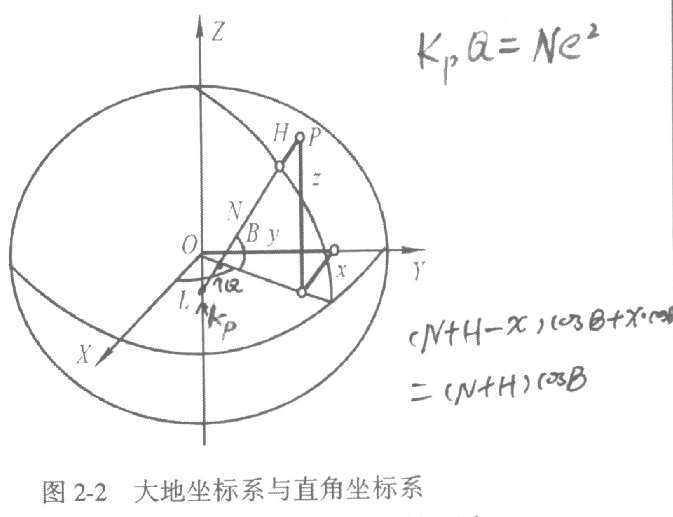 Z
KpQ = Ne²
H P
z
N
B y
O
Y
x
Q
L
Kp
X
(N+H-x)cosB+x·cosB
=(N+H)cosB
图 2-2 大地坐标系与直角坐标系